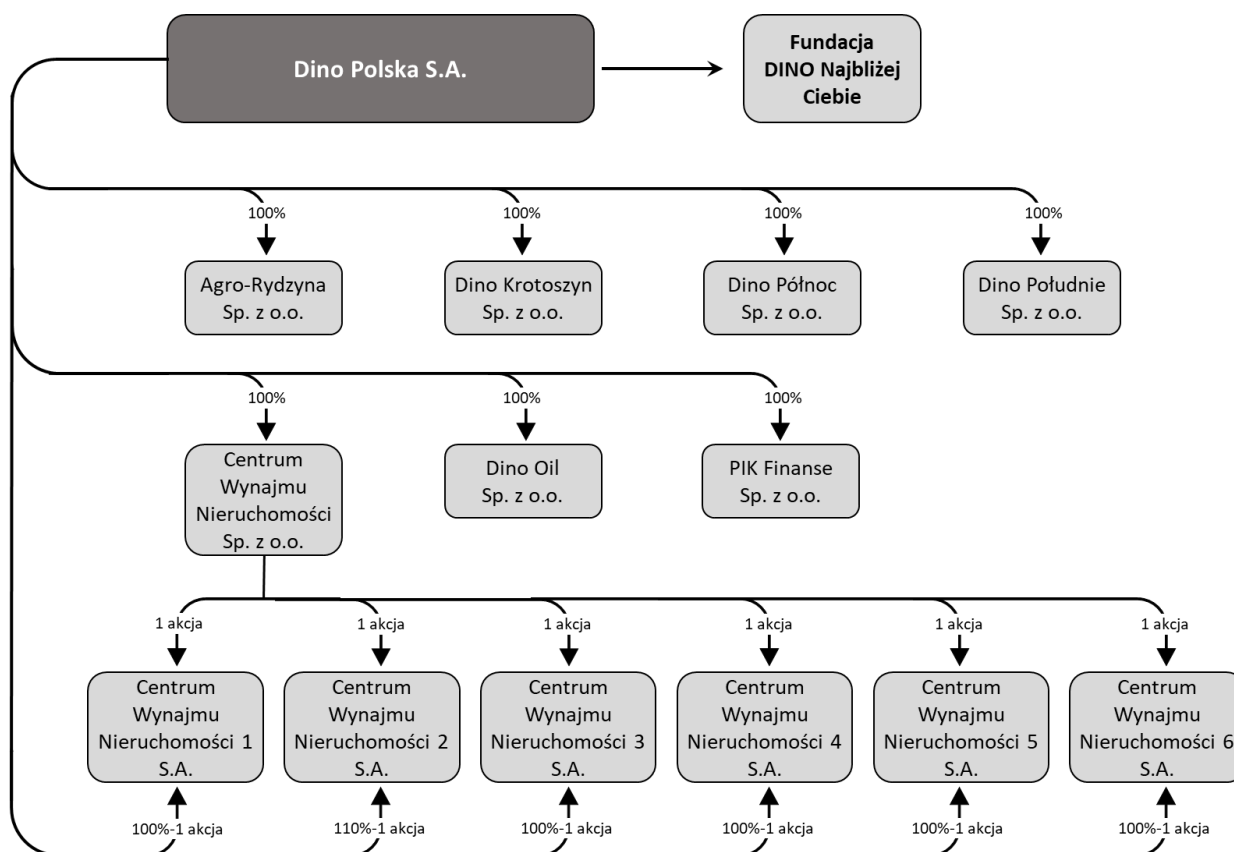 Dino Polska S.A.
Fundacja
DINO Najbliżej
Ciebie
100%
100%
100%
100%
Agro-Rydzyna
Sp. z o.o.
Dino Krotoszyn
Sp. z o.o.
Dino Północ
Sp. z o.o.
Dino Południe
Sp. z o.o.
100%
100%
100%
Centrum
Wynajmu
Nieruchomości
Sp. z o.o.
Dino Oil
Sp. z o.o.
PIK Finanse
Sp. z o.o.
1 akcja
1 akcja
1 akcja
1 akcja
1 akcja
1 akcja
Centrum
Wynajmu
Nieruchomości 1
S.A.
Centrum
Wynajmu
Nieruchomości 2
S.A.
Centrum
Wynajmu
Nieruchomości 3
S.A.
Centrum
Wynajmu
Nieruchomości 4
S.A.
Centrum
Wynajmu
Nieruchomości 5
S.A.
Centrum
Wynajmu
Nieruchomości 6
S.A.
100%-1 akcja
110%-1 akcja
100%-1 akcja
100%-1 akcja
100%-1 akcja
100%-1 akcja